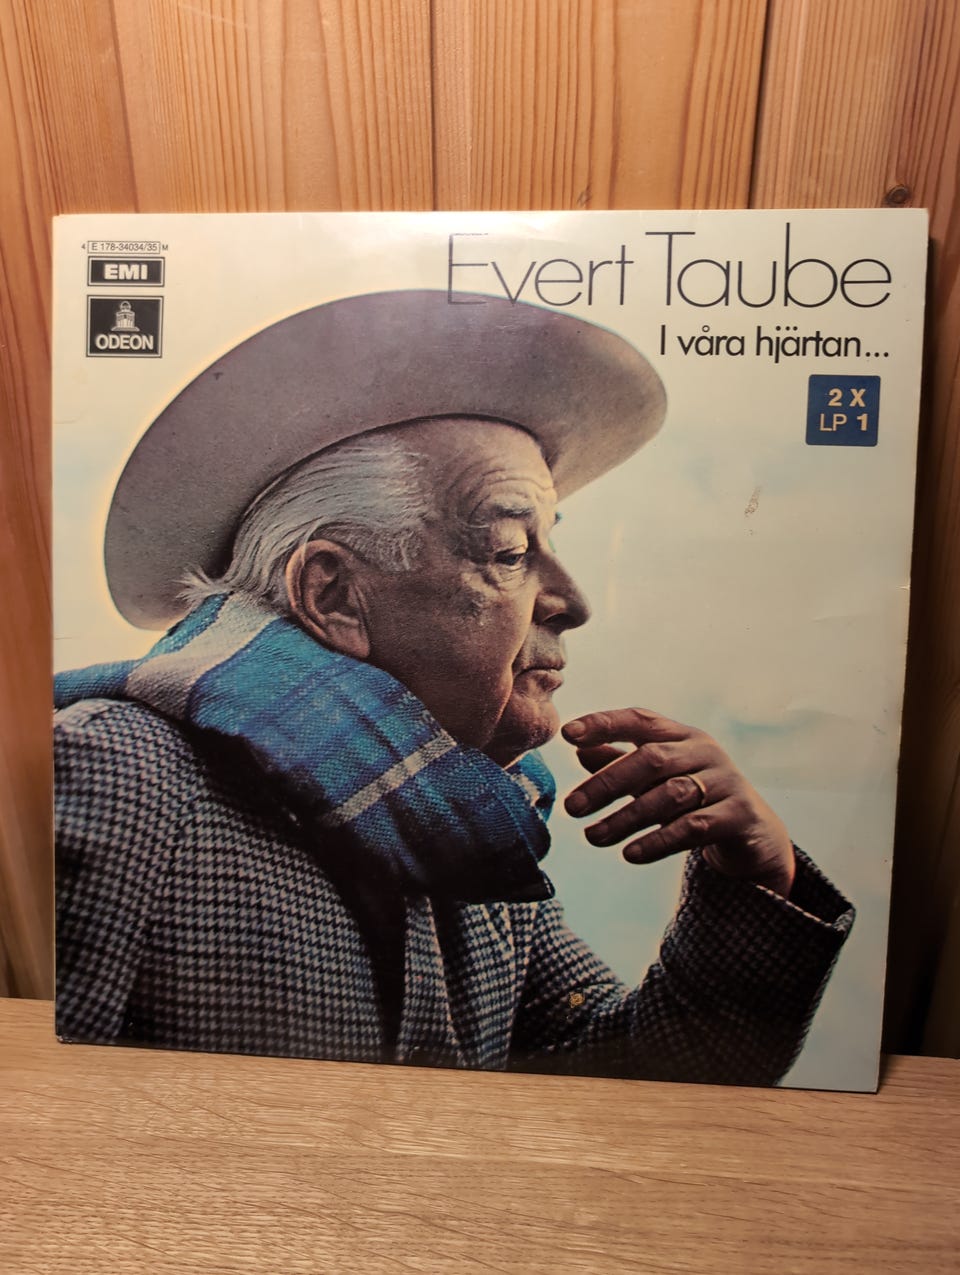 4 E 178-34034/35 M
EMI
ODEON
Evert Taube
I våra hjärtan...
2 X
LP 1